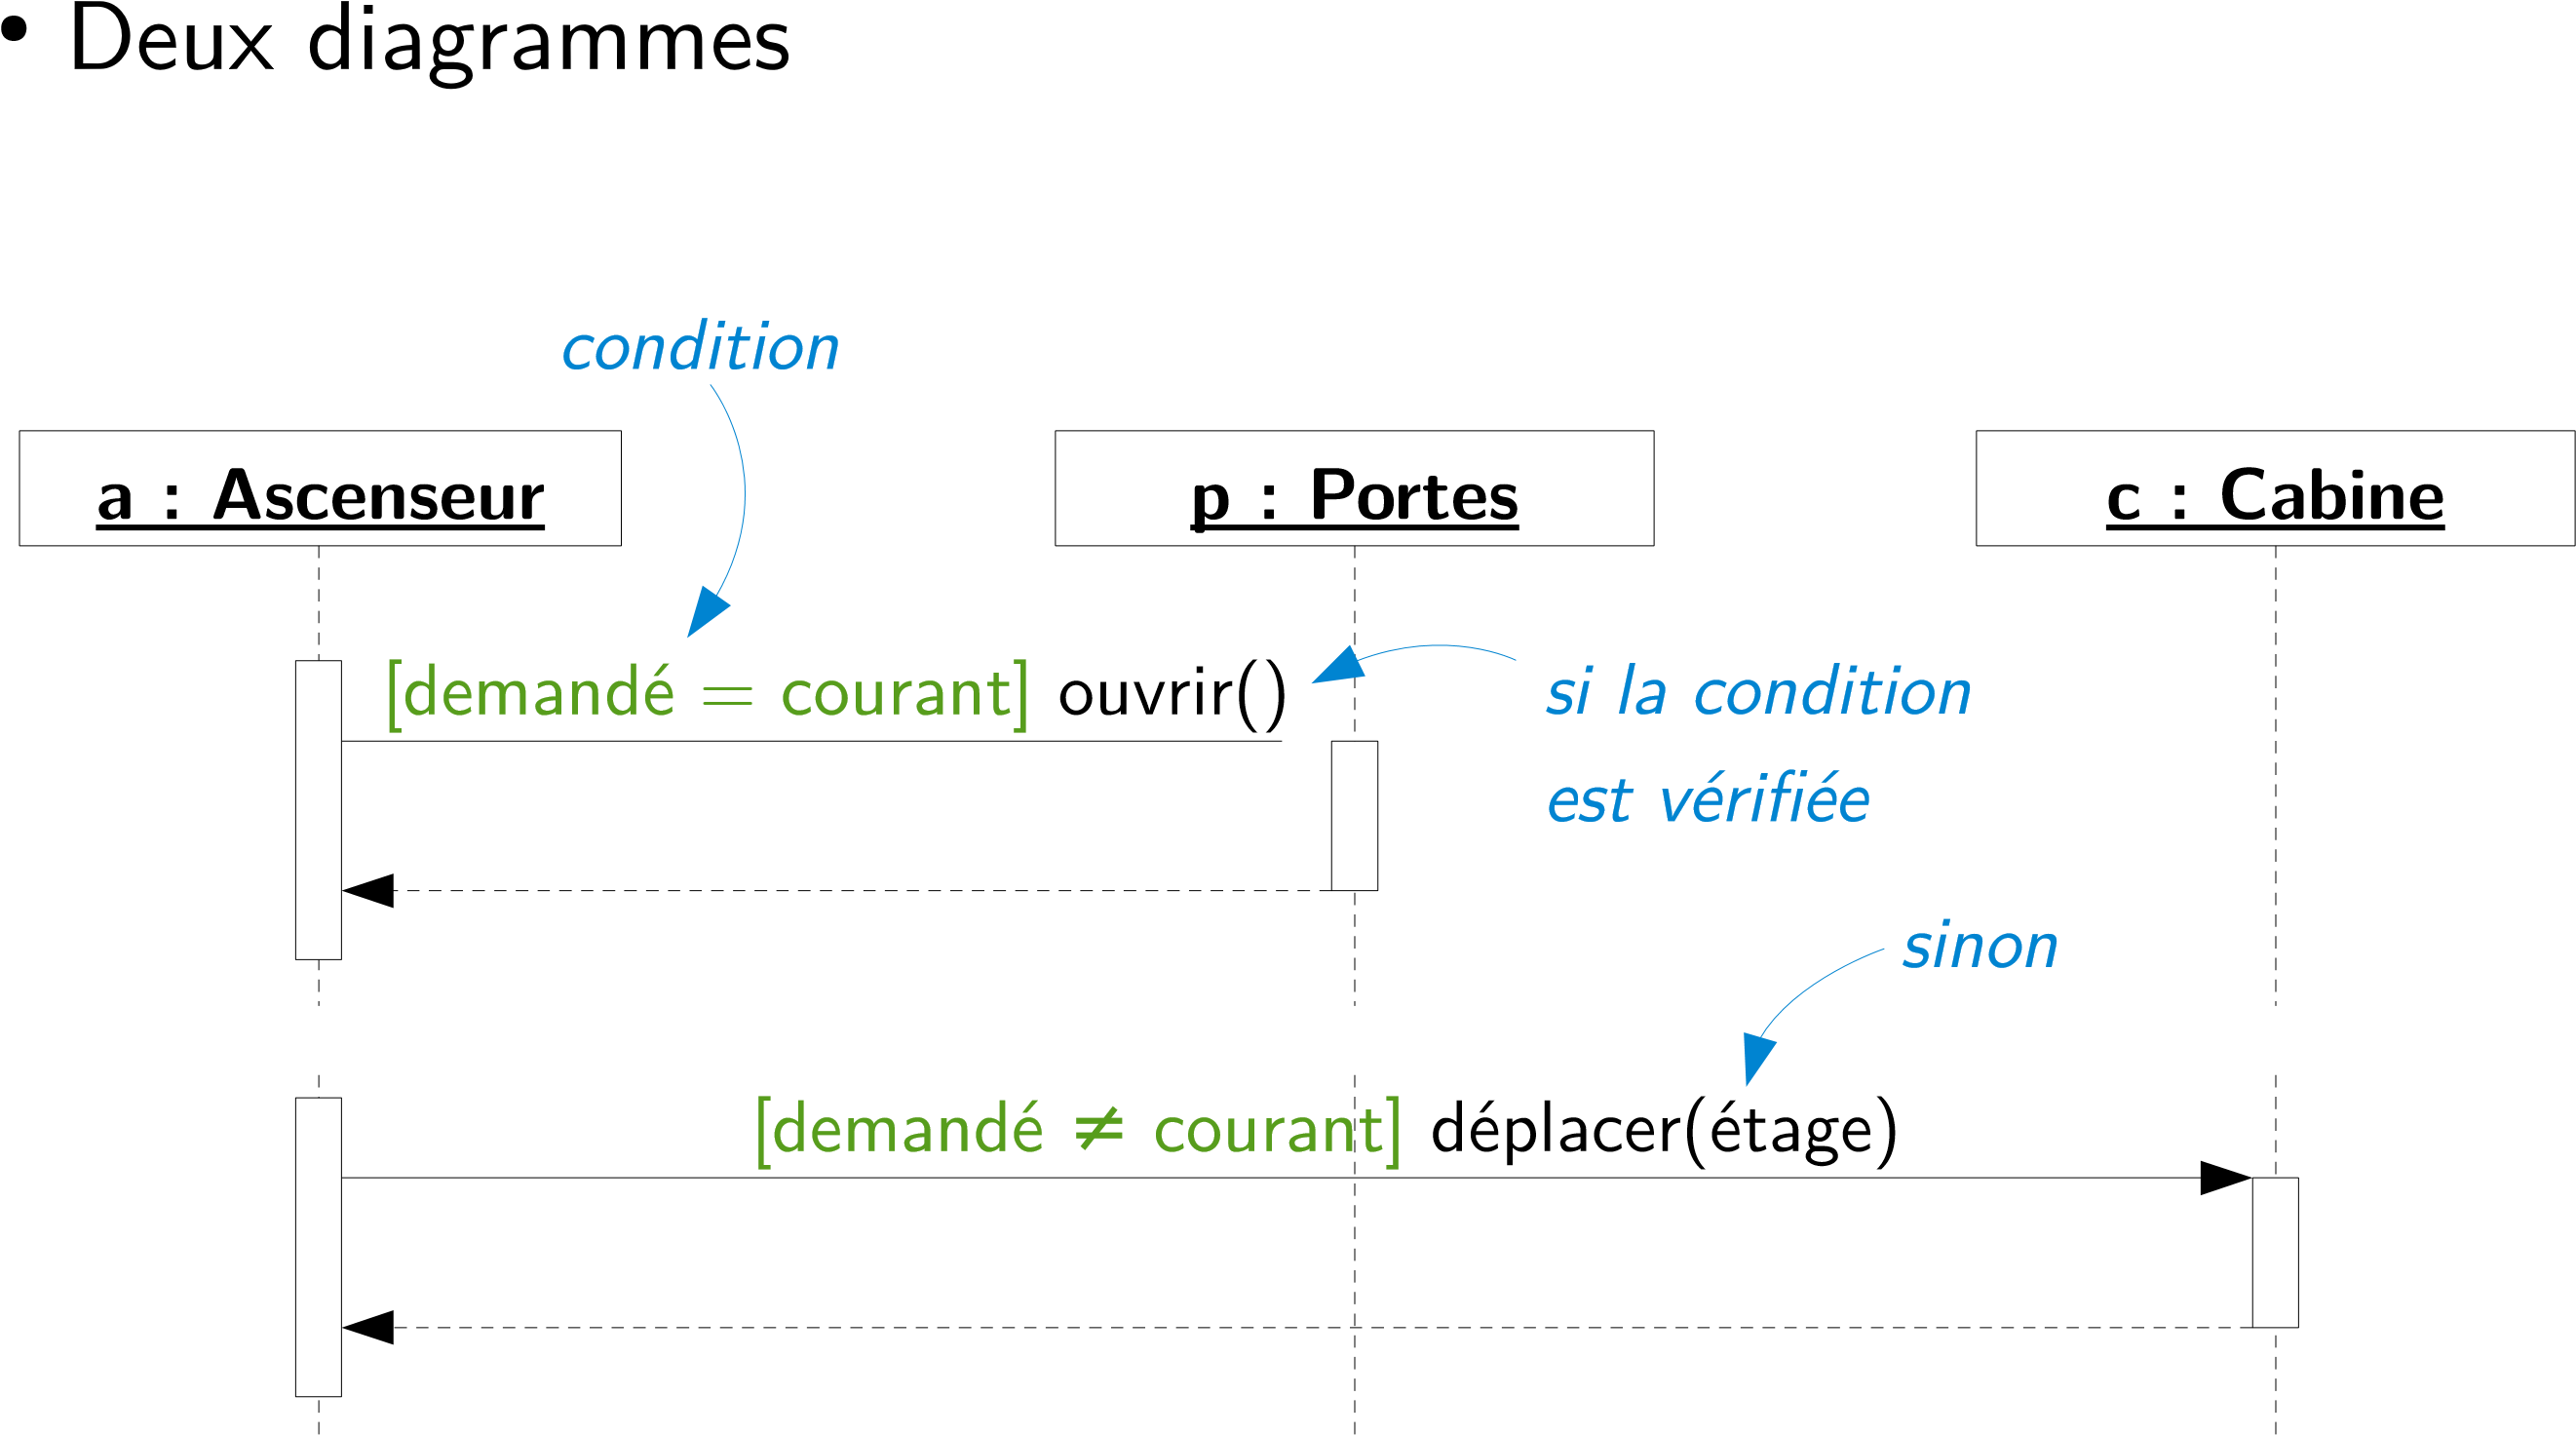 • Deux diagrammes
condition
a : Ascenseur
p : Portes
c : Cabine
[demandé = courant] ouvrir()
si la condition
est vérifiée
sinon
[demandé ≠ courant] déplacer(étage)